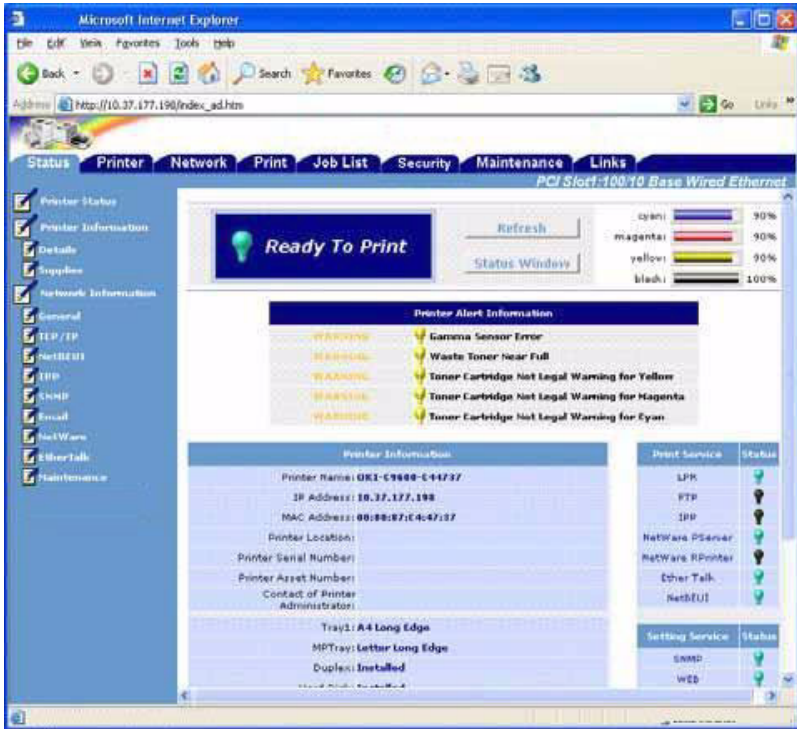 Microsoft Internet Explorer
File Edit View Favorites Tools Help
Back Search Favorites
Address http://10.37.177.198/index_ad.htm Go Links
Status Printer Network Print Job List Security Maintenance Links
PCI Slot1:100/10 Base Wired Ethernet
Printer Status
Printer Information
Details
Supplies
Network Information
General
TCP/IP
NetBEUI
IPP
SNMP
Email
NetWare
EtherTalk
Maintenance
Ready To Print
Refresh
Status Window
cyan: 90%
magenta: 90%
yellow: 90%
black: 100%
Printer Alert Information
WARNING Gamma Sensor Error
WARNING Waste Toner Near Full
WARNING Toner Cartridge Not Legal Warning for Yellow
WARNING Toner Cartridge Not Legal Warning for Magenta
WARNING Toner Cartridge Not Legal Warning for Cyan
Printer Information
Printer Name: OKI-C9600-C44737
IP Address: 10.37.177.198
MAC Address: 00:80:87:C4:47:37
Printer Location:
Printer Serial Number:
Printer Asset Number:
Contact of Printer
Administrator:
Tray1: A4 Long Edge
MPTray: Letter Long Edge
Duplex: Installed
Print Service Status
LPR
FTP
IPP
NetWare PServer
NetWare RPrinter
Ether Talk
NetBEUI
Setting Service Status
SNMP
WEB